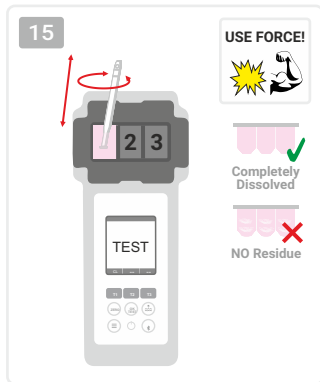 15
USE FORCE!
2 3
Completely
Dissolved
TEST
NO Residue